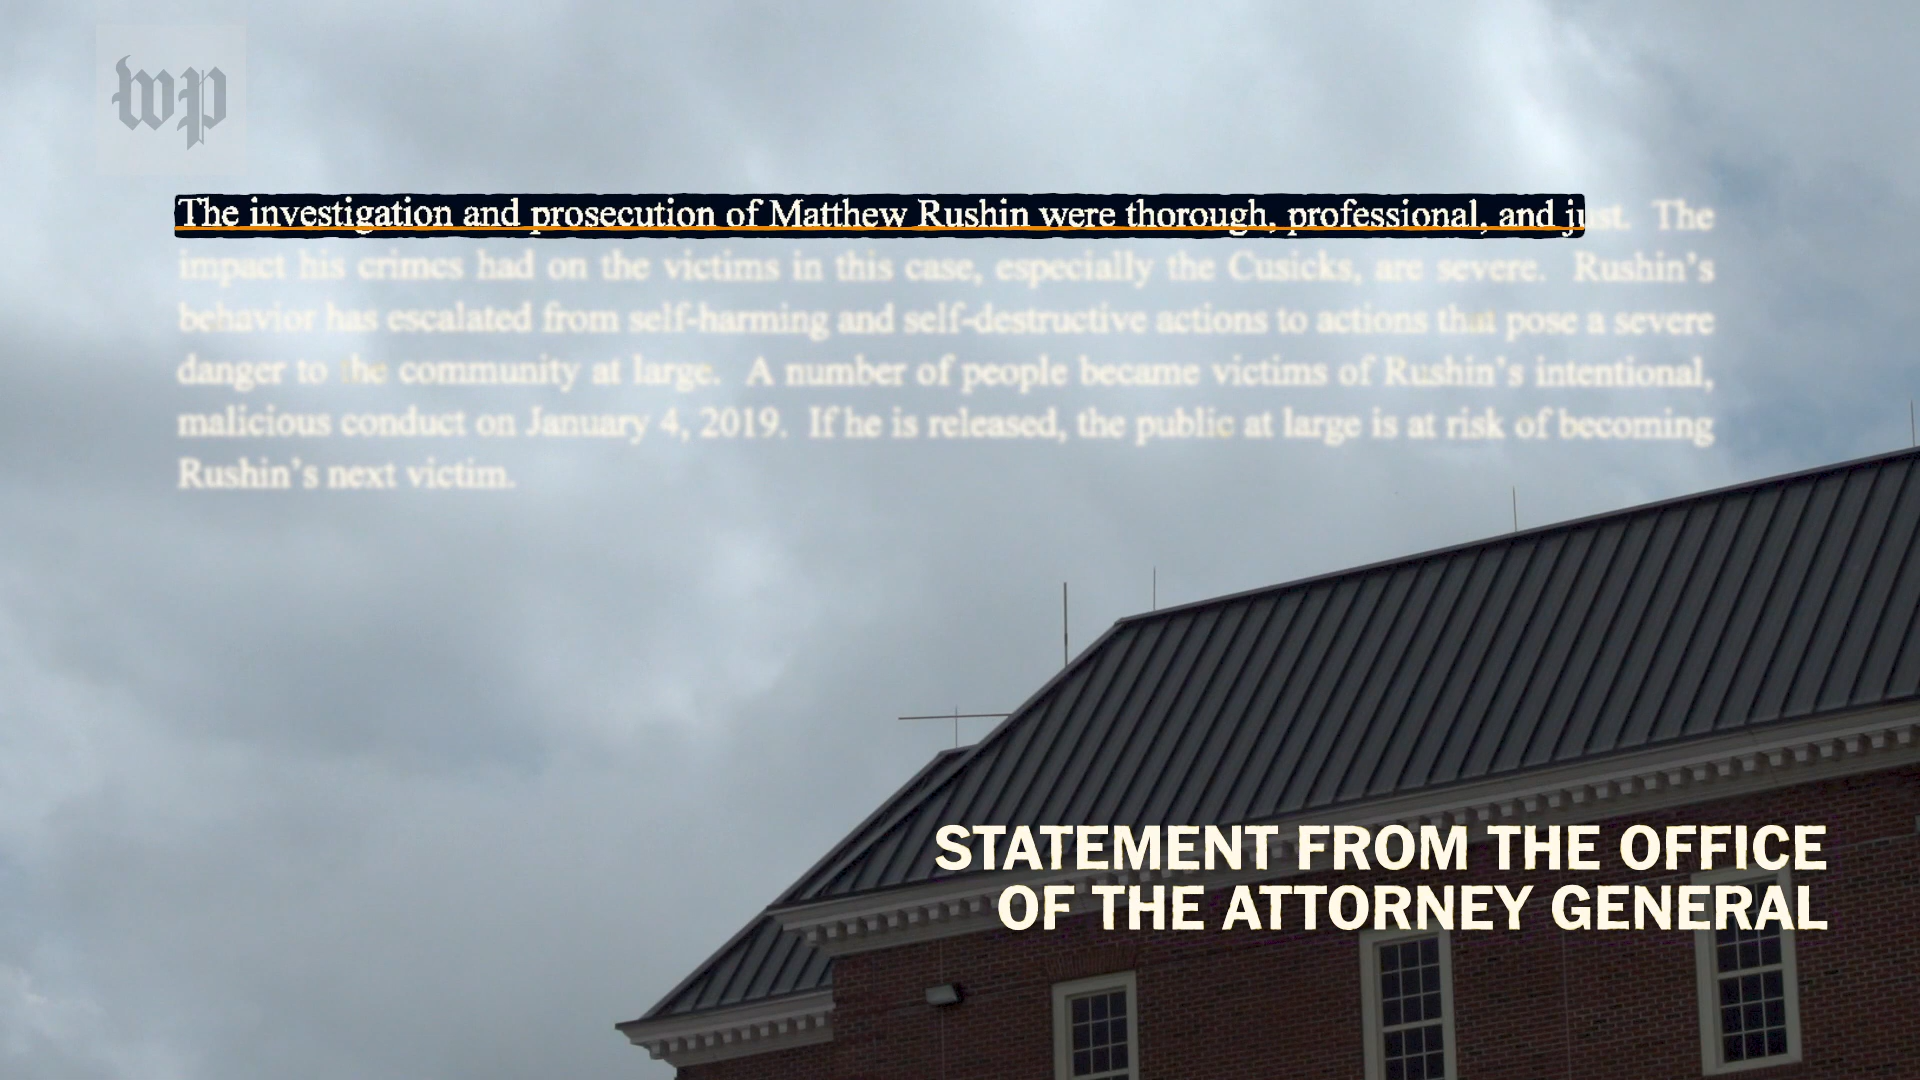 wp
The investigation and prosecution of Matthew Rushin were thorough, professional, and just. The
impact his crimes had on the victims in this case, especially the Cusicks, are severe. Rushin's
behavior has escalated from self-harming and self-destructive actions to actions that pose a severe
danger to the community at large. A number of people became victims of Rushin's intentional,
malicious conduct on January 4, 2019. If he is released, the public at large is at risk of becoming
Rushin's next victim.
STATEMENT FROM THE OFFICE
OF THE ATTORNEY GENERAL